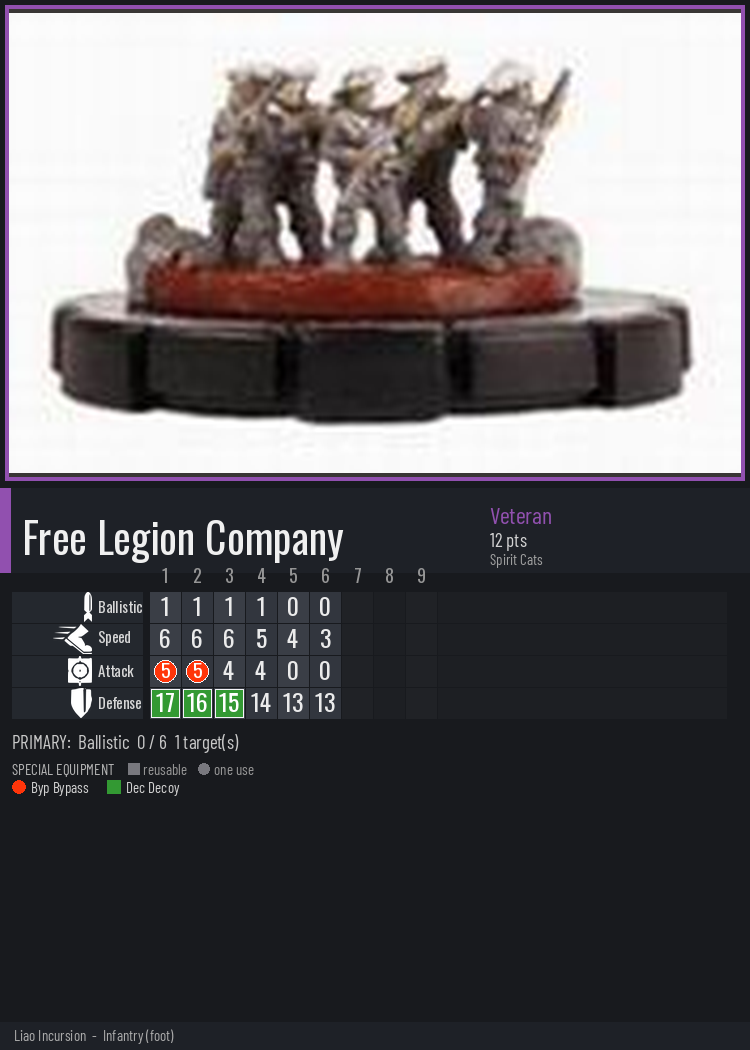 Free Legion Company
Veteran
12 pts
Spirit Cats
1 2 3 4 5 6 7 8 9
Ballistic 1 1 1 1 0 0
Speed 6 6 6 5 4 3
Attack 5 5 4 4 0 0
Defense 17 16 15 14 13 13
PRIMARY: Ballistic 0 / 6 1 target(s)
SPECIAL EQUIPMENT reusable one use
Byp Bypass Dec Decoy
Liao Incursion - Infantry (foot)